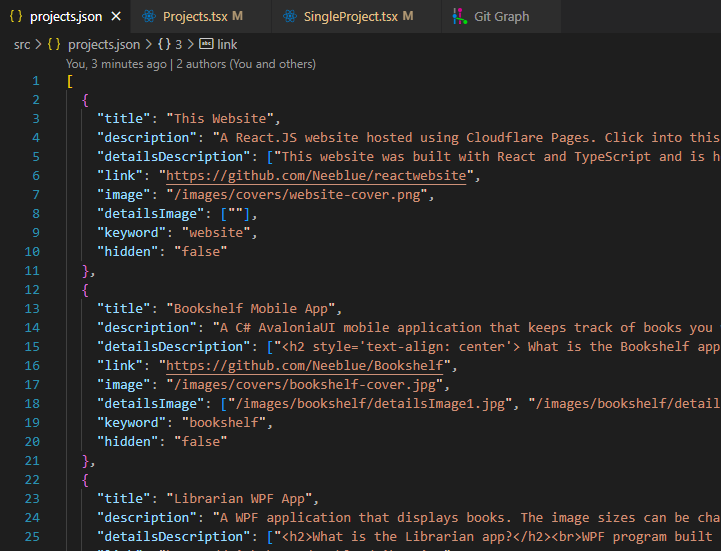 { } projects.json × Projects.tsx M SingleProject.tsx M Git Graph
src > { } projects.json > { } 3 > abc link
You, 3 minutes ago | 2 authors (You and others)
1 [
2 {
3 "title": "This Website",
4 "description": "A React.JS website hosted using Cloudflare Pages. Click into this
5 "detailsDescription": ["This website was built with React and TypeScript and is h
6 "link": "https://github.com/Neeblue/reactwebsite",
7 "image": "/images/covers/website-cover.png",
8 "detailsImage": [""],
9 "keyword": "website",
10 "hidden": "false"
11 },
12 {
13 "title": "Bookshelf Mobile App",
14 "description": "A C# AvaloniaUI mobile application that keeps track of books you
15 "detailsDescription": ["<h2 style='text-align: center'> What is the Bookshelf app
16 "link": "https://github.com/Neeblue/Bookshelf",
17 "image": "/images/covers/bookshelf-cover.jpg",
18 "detailsImage": ["/images/bookshelf/detailsImage1.jpg", "/images/bookshelf/detail
19 "keyword": "bookshelf",
20 "hidden": "false"
21 },
22 {
23 "title": "Librarian WPF App",
24 "description": "A WPF application that displays books. The image sizes can be cha
25 "detailsDescription": ["<h2>What is the Librarian app?</h2><br>WPF program built